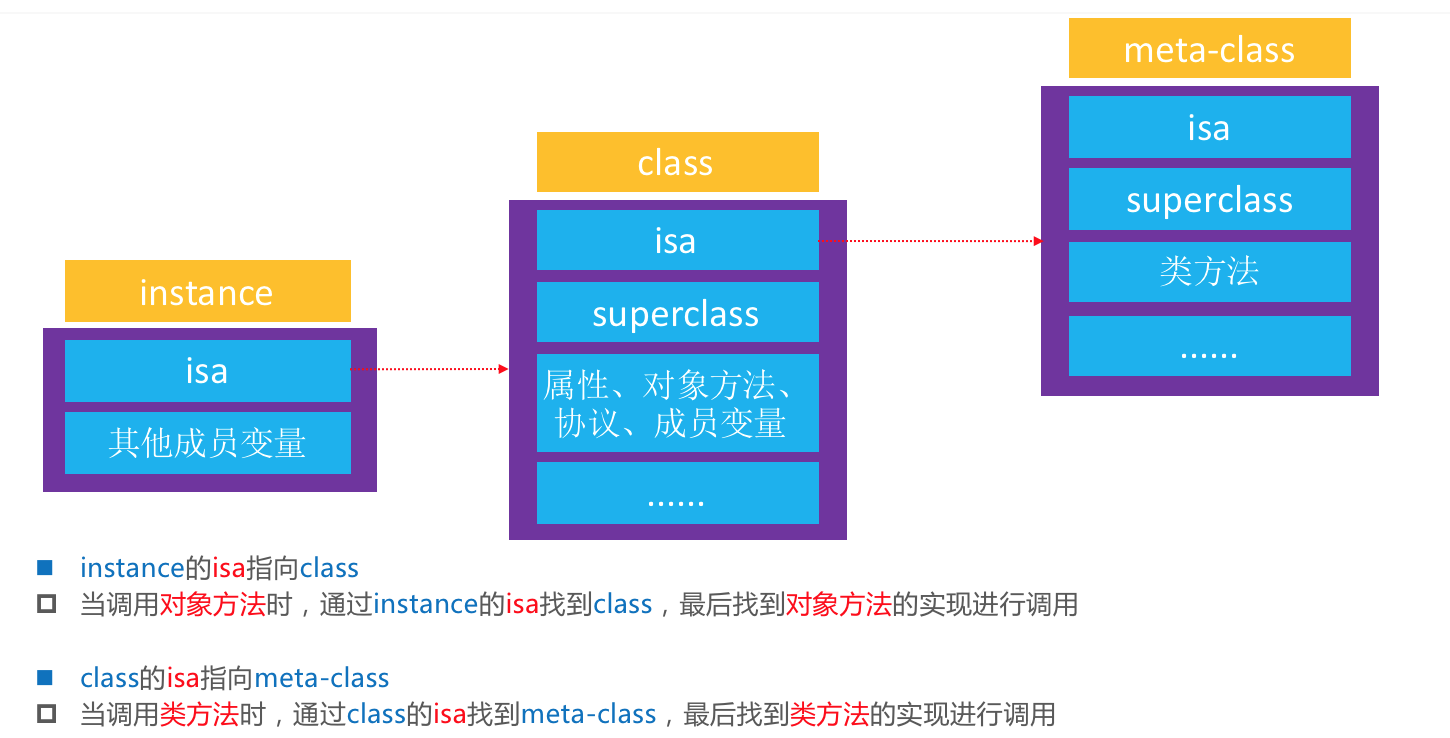 instance
isa
其他成员变量
class
isa
superclass
属性、对象方法、
协议、成员变量
......
meta-class
isa
superclass
类方法
......
instance的isa指向class
当调用对象方法时，通过instance的isa找到class，最后找到对象方法的实现进行调用
class的isa指向meta-class
当调用类方法时，通过class的isa找到meta-class，最后找到类方法的实现进行调用